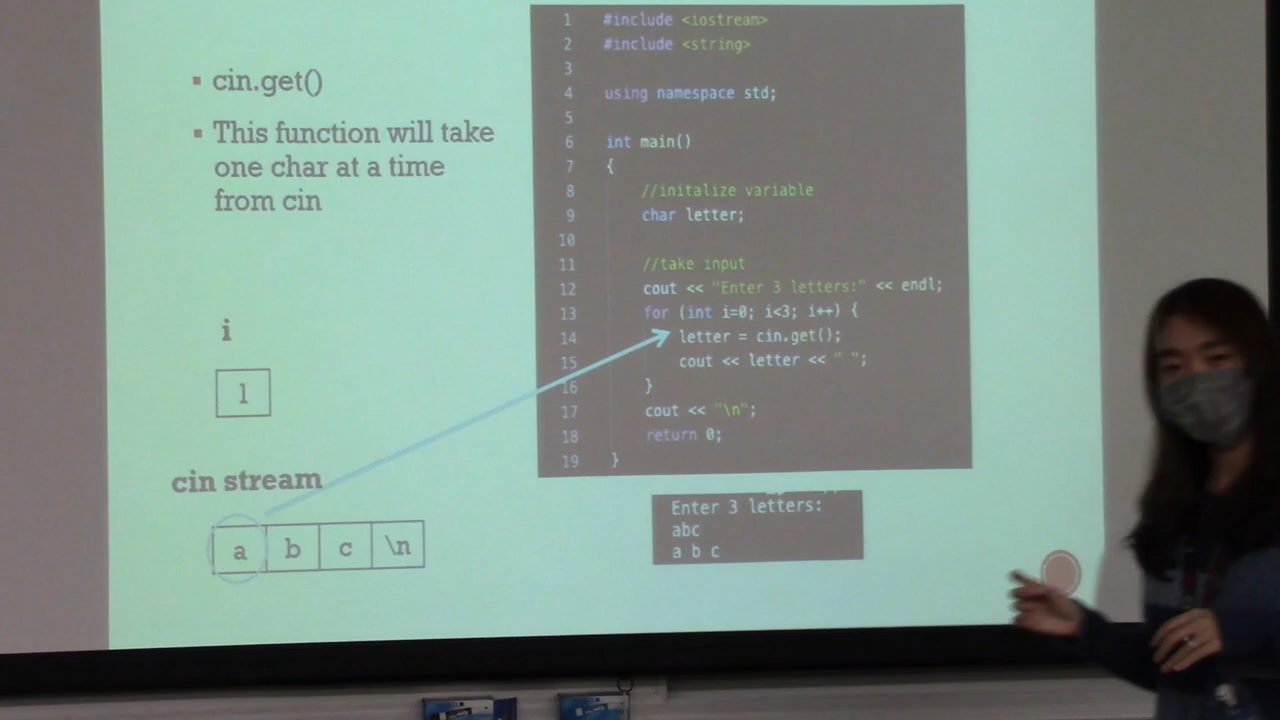 ▪ cin.get()
▪ This function will take
one char at a time
from cin
i
1
cin stream
a b c \n
1 #include <iostream>
2 #include <string>
3
4 using namespace std;
5
6 int main()
7 {
8 //initalize variable
9 char letter;
10
11 //take input
12 cout << "Enter 3 letters:" << endl;
13 for (int i=0; i<3; i++) {
14 letter = cin.get();
15 cout << letter << " ";
16 }
17 cout << "\n";
18 return 0;
19 }
Enter 3 letters:
abc
a b c